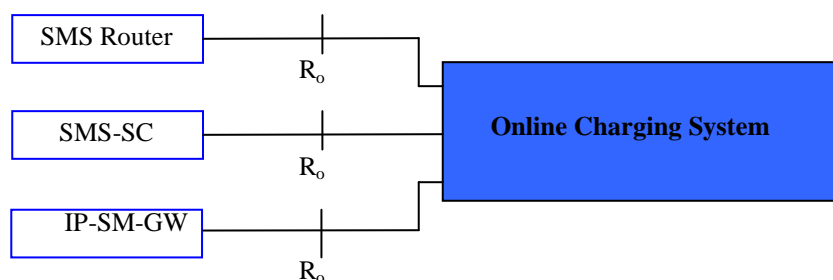 SMS Router
Rₒ
SMS-SC
Online Charging System
Rₒ
IP-SM-GW
Rₒ